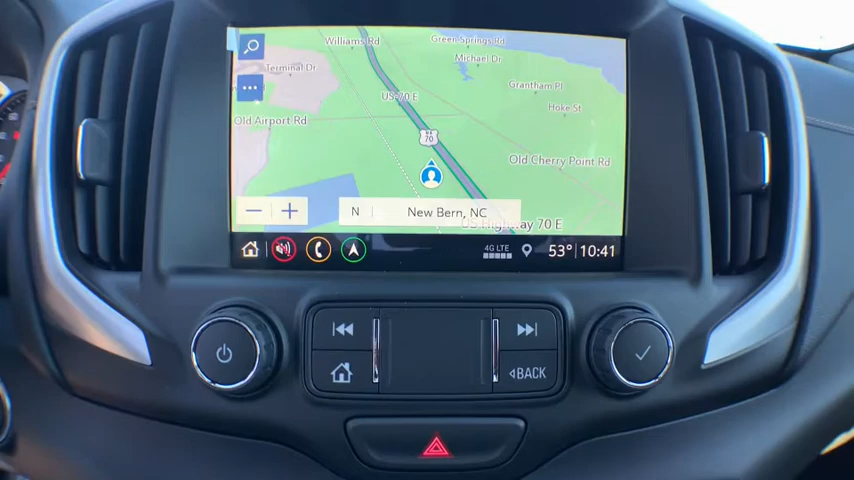 Williams Rd
Green Springs Rd
Michael Dr
Terminal Dr
Grantham Pl
US-70 E
Hoke St
Old Airport Rd
70
Old Cherry Point Rd
N
New Bern, NC
US Highway 70 E
4G LTE
53° 10:41
BACK